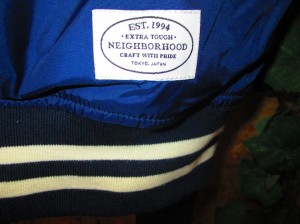 EST. 1994
• EXTRA TOUGH •
NEIGHBORHOOD
CRAFT WITH PRIDE
TOKYO, JAPAN